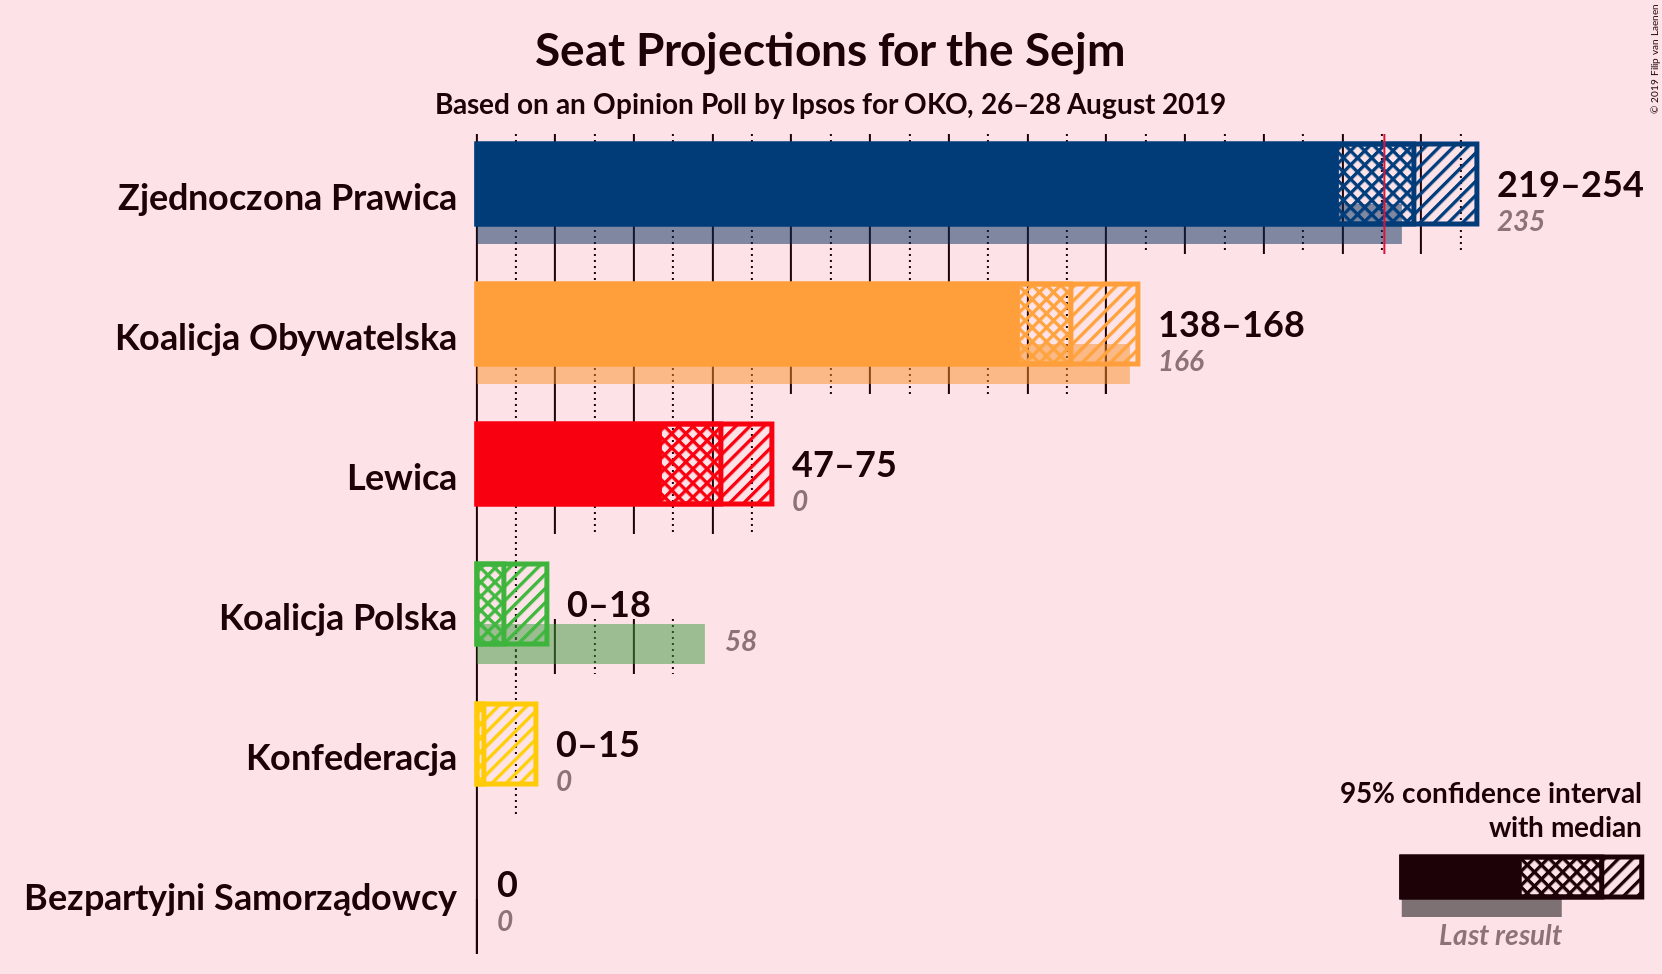 Seat Projections for the Sejm
Based on an Opinion Poll by Ipsos for OKO, 26–28 August 2019
© 2019 Filip van Laenen
Zjednoczona Prawica
219–254
235
Koalicja Obywatelska
138–168
166
Lewica
47–75
0
Koalicja Polska
0–18
58
Konfederacja
0–15
0
Bezpartyjni Samorządowcy
0
0
95% confidence interval
with median
Last result